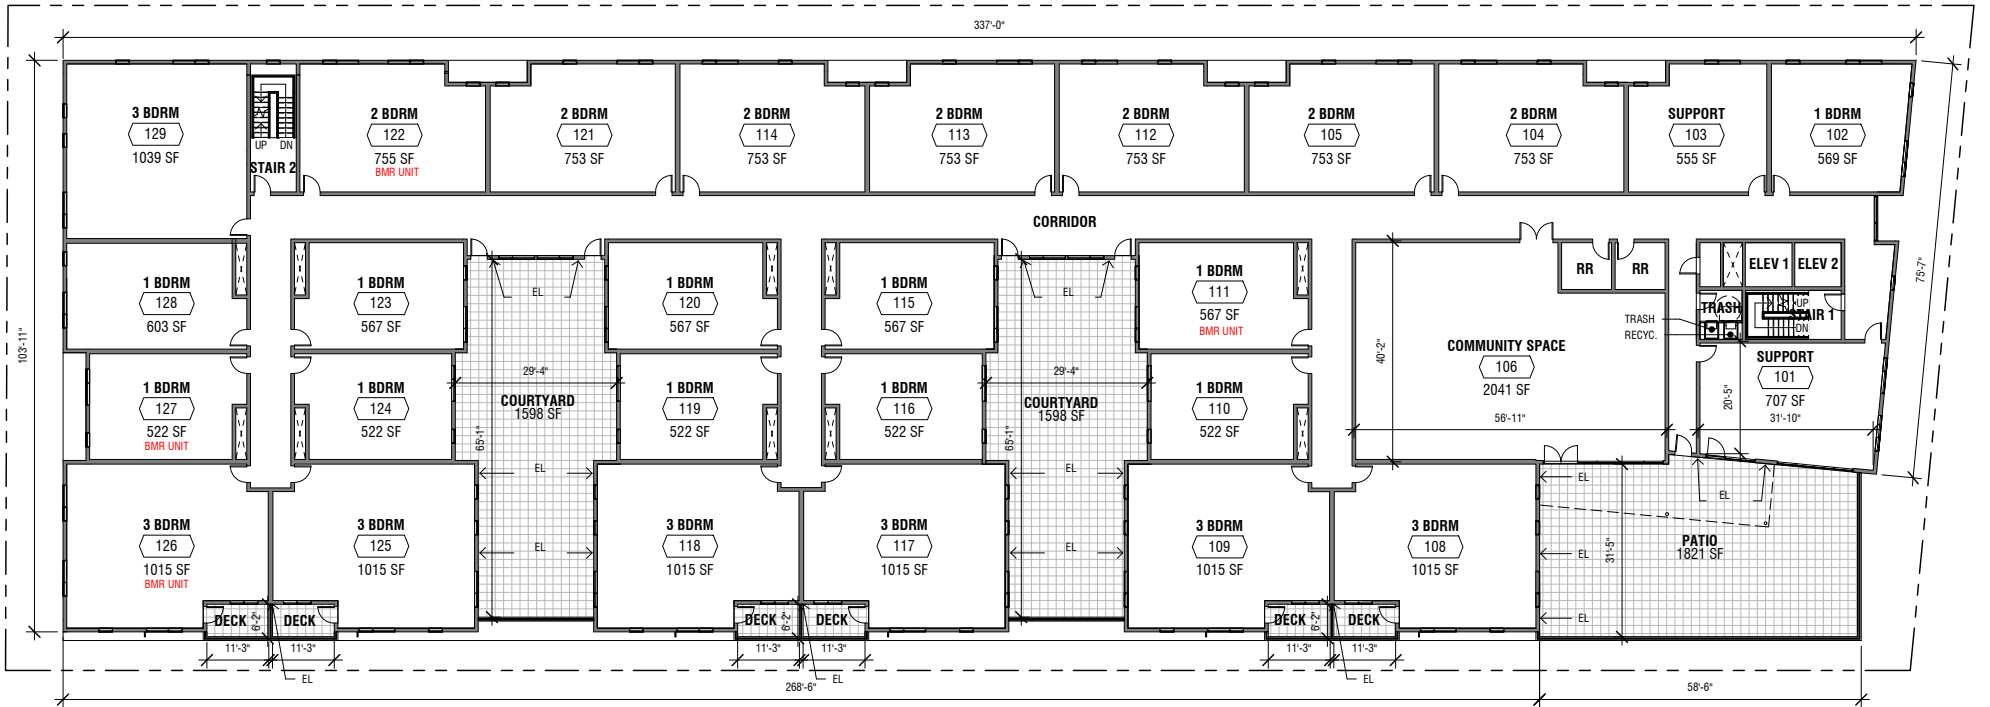 337'-0"
3 BDRM
129
1039 SF
UP DN
STAIR 2
2 BDRM
122
755 SF
BMR UNIT
2 BDRM
121
753 SF
2 BDRM
114
753 SF
2 BDRM
113
753 SF
2 BDRM
112
753 SF
2 BDRM
105
753 SF
2 BDRM
104
753 SF
SUPPORT
103
555 SF
1 BDRM
102
569 SF
CORRIDOR
103'-11"
75'-7"
1 BDRM
128
603 SF
1 BDRM
123
567 SF
EL
1 BDRM
120
567 SF
1 BDRM
115
567 SF
EL
1 BDRM
111
567 SF
BMR UNIT
RR
RR
ELEV 1
ELEV 2
TRASH
UP
STAIR 1
DN
TRASH
RECYC.
40'-2"
COMMUNITY SPACE
106
2041 SF
56'-11"
SUPPORT
101
707 SF
31'-10"
20'-5"
1 BDRM
127
522 SF
BMR UNIT
1 BDRM
124
522 SF
29'-4"
COURTYARD
1598 SF
65'-1"
1 BDRM
119
522 SF
1 BDRM
116
522 SF
29'-4"
COURTYARD
1598 SF
65'-1"
1 BDRM
110
522 SF
EL
EL
EL
EL
3 BDRM
126
1015 SF
BMR UNIT
3 BDRM
125
1015 SF
EL
3 BDRM
118
1015 SF
3 BDRM
117
1015 SF
EL
3 BDRM
109
1015 SF
3 BDRM
108
1015 SF
EL
31'-5"
PATIO
1821 SF
EL
DECK
6'-2"
DECK
DECK
6'-2"
DECK
DECK
6'-2"
DECK
11'-3"
11'-3"
11'-3"
11'-3"
11'-3"
11'-3"
EL
EL
EL
268'-6"
58'-6"